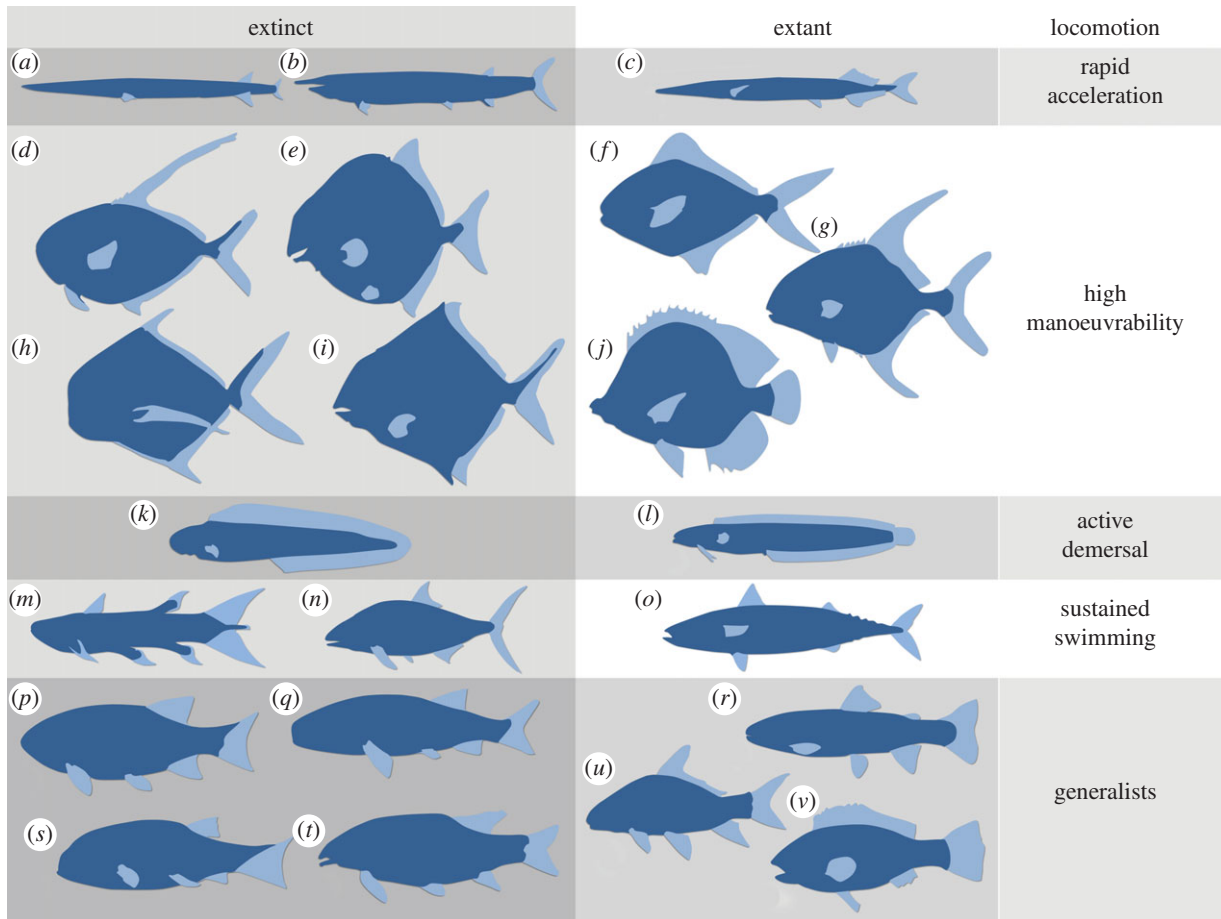 extinct extant locomotion
(a) (b) (c) rapid
acceleration
(d) (e) (f)
(g)
high
manoeuvrability
(h) (i) (j)
(k) (l) active
demersal
(m) (n) (o) sustained
swimming
(p) (q) (r)
(u) (v) generalists
(s) (t)